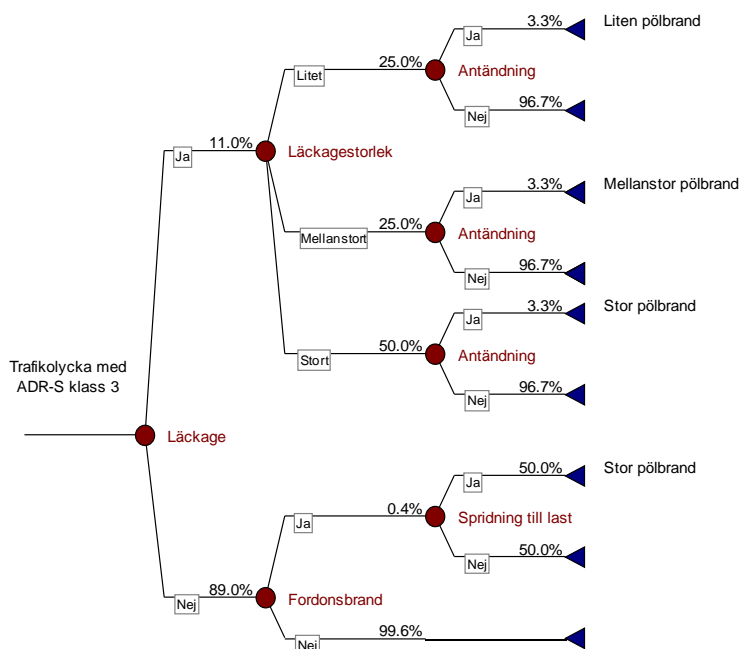 Ja 3.3% Liten pölbrand
Litet 25.0% Antändning
Nej 96.7%
Ja 11.0% Läckagestorlek
Ja 3.3% Mellanstor pölbrand
Mellanstort 25.0% Antändning
Nej 96.7%
Ja 3.3% Stor pölbrand
Stort 50.0% Antändning
Nej 96.7%
Trafikolycka med
ADR-S klass 3
Läckage
Ja 50.0% Stor pölbrand
Ja 0.4% Spridning till last
Nej 50.0%
Nej 89.0% Fordonsbrand
Nej 99.6%